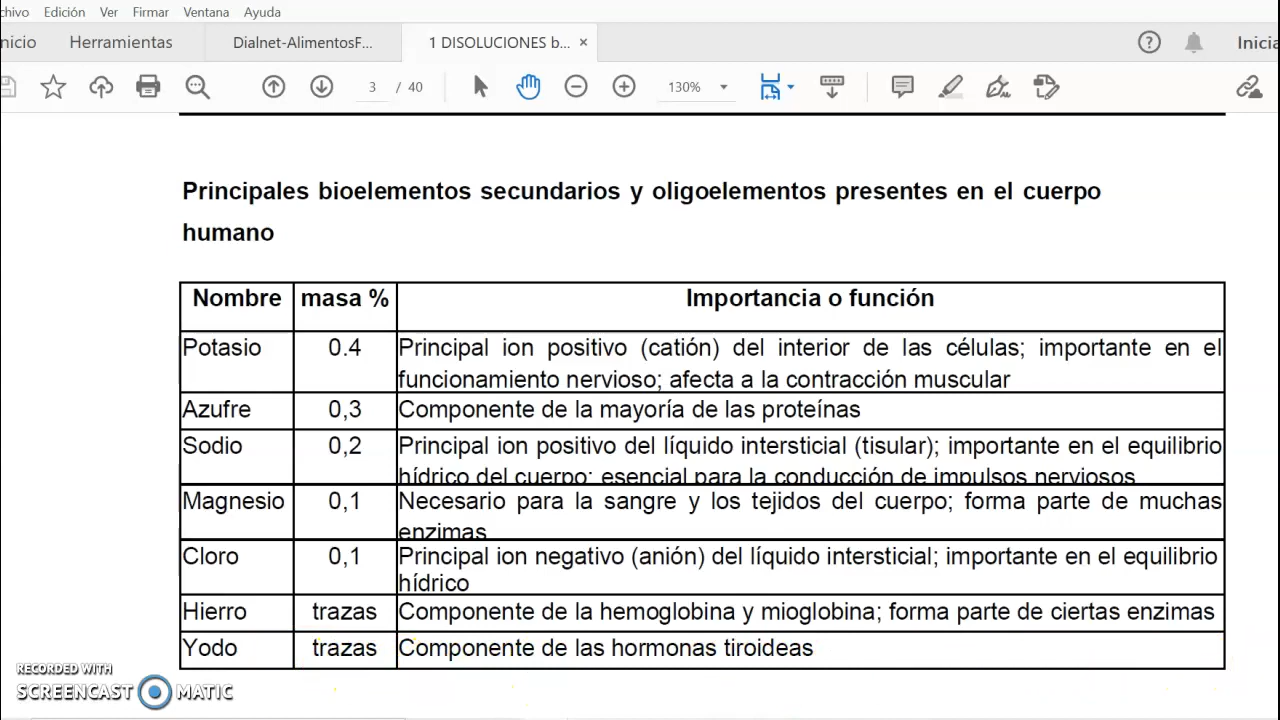 chivo Edición Ver Firmar Ventana Ayuda
nicio Herramientas Dialnet-AlimentosF... 1 DISOLUCIONES b... × ? Inicia
3 / 40 130%
Principales bioelementos secundarios y oligoelementos presentes en el cuerpo
humano
Nombre masa % Importancia o función
Potasio 0.4 Principal ion positivo (catión) del interior de las células; importante en el
funcionamiento nervioso; afecta a la contracción muscular
Azufre 0,3 Componente de la mayoría de las proteínas
Sodio 0,2 Principal ion positivo del líquido intersticial (tisular); importante en el equilibrio
hídrico del cuerpo; esencial para la conducción de impulsos nerviosos
Magnesio 0,1 Necesario para la sangre y los tejidos del cuerpo; forma parte de muchas
enzimas
Cloro 0,1 Principal ion negativo (anión) del líquido intersticial; importante en el equilibrio
hídrico
Hierro trazas Componente de la hemoglobina y mioglobina; forma parte de ciertas enzimas
Yodo trazas Componente de las hormonas tiroideas
RECORDED WITH
SCREENCAST MATIC